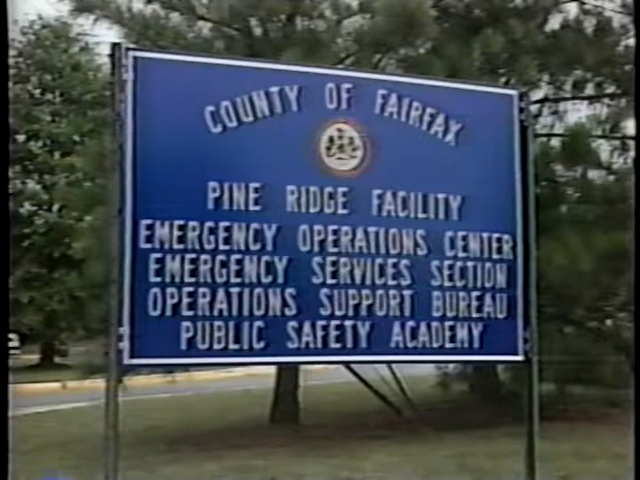 COUNTY OF FAIRFAX
PINE RIDGE FACILITY
EMERGENCY OPERATIONS CENTER
EMERGENCY SERVICES SECTION
OPERATIONS SUPPORT BUREAU
PUBLIC SAFETY ACADEMY